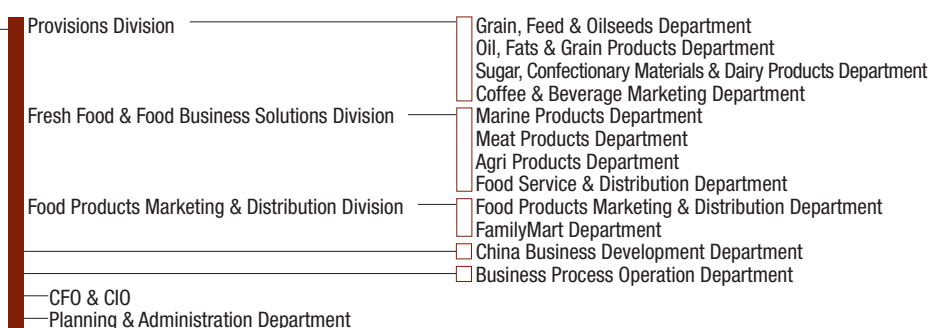 Provisions Division
Grain, Feed & Oilseeds Department
Oil, Fats & Grain Products Department
Sugar, Confectionary Materials & Dairy Products Department
Coffee & Beverage Marketing Department
Fresh Food & Food Business Solutions Division
Marine Products Department
Meat Products Department
Agri Products Department
Food Service & Distribution Department
Food Products Marketing & Distribution Division
Food Products Marketing & Distribution Department
FamilyMart Department
China Business Development Department
Business Process Operation Department
CFO & CIO
Planning & Administration Department